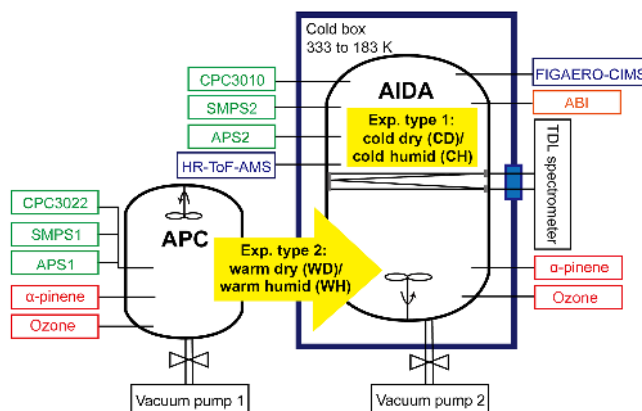 Cold box
333 to 183 K
CPC3010
SMPS2
APS2
HR-ToF-AMS
AIDA
Exp. type 1:
cold dry (CD)/
cold humid (CH)
FIGAERO-CIMS
ABI
TDL spectrometer
CPC3022
SMPS1
APS1
α-pinene
Ozone
APC
Exp. type 2:
warm dry (WD)/
warm humid (WH)
α-pinene
Ozone
Vacuum pump 1
Vacuum pump 2